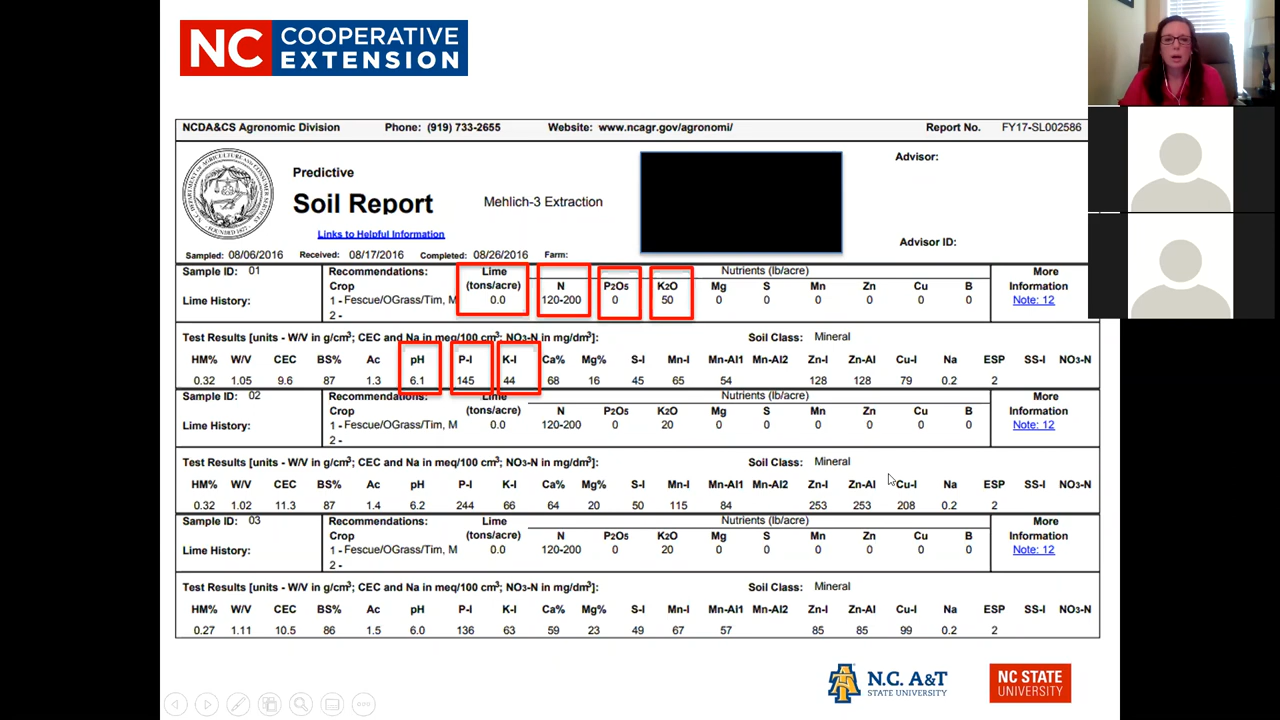 NC COOPERATIVE EXTENSION
NCDA&CS Agronomic Division Phone: (919) 733-2655 Website: www.ncagr.gov/agronomi/ Report No. FY17-SL002586
Predictive
Soil Report
Mehlich-3 Extraction
Links to Helpful Information
Advisor:
Advisor ID:
Sampled: 08/06/2016 Received: 08/17/2016 Completed: 08/26/2016 Farm:
Sample ID: 01 Recommendations: Lime Nutrients (lb/acre) More
Crop (tons/acre) N P2O5 K2O Mg S Mn Zn Cu B Information
Lime History: 1 - Fescue/OGrass/Tim, M 0.0 120-200 0 50 0 0 0 0 0 0 Note: 12
2 -
Test Results [units - W/V in g/cm3; CEC and Na in meq/100 cm3; NO3-N in mg/dm3]: Soil Class: Mineral
HM% W/V CEC BS% Ac pH P-I K-I Ca% Mg% S-I Mn-I Mn-AI1 Mn-AI2 Zn-I Zn-AI Cu-I Na ESP SS-I NO3-N
0.32 1.05 9.6 87 1.3 6.1 145 44 68 16 45 65 54 128 128 79 0.2 2
Sample ID: 02 Recommendations: Lime Nutrients (lb/acre) More
Crop (tons/acre) N P2O5 K2O Mg S Mn Zn Cu B Information
Lime History: 1 - Fescue/OGrass/Tim, M 0.0 120-200 0 20 0 0 0 0 0 0 Note: 12
2 -
Test Results [units - W/V in g/cm3; CEC and Na in meq/100 cm3; NO3-N in mg/dm3]: Soil Class: Mineral
HM% W/V CEC BS% Ac pH P-I K-I Ca% Mg% S-I Mn-I Mn-AI1 Mn-AI2 Zn-I Zn-AI Cu-I Na ESP SS-I NO3-N
0.32 1.02 11.3 87 1.4 6.2 244 66 64 20 50 115 84 253 253 208 0.2 2
Sample ID: 03 Recommendations: Lime Nutrients (lb/acre) More
Crop (tons/acre) N P2O5 K2O Mg S Mn Zn Cu B Information
Lime History: 1 - Fescue/OGrass/Tim, M 0.0 120-200 0 20 0 0 0 0 0 0 Note: 12
2 -
Test Results [units - W/V in g/cm3; CEC and Na in meq/100 cm3; NO3-N in mg/dm3]: Soil Class: Mineral
HM% W/V CEC BS% Ac pH P-I K-I Ca% Mg% S-I Mn-I Mn-AI1 Mn-AI2 Zn-I Zn-AI Cu-I Na ESP SS-I NO3-N
0.27 1.11 10.5 86 1.5 6.0 136 63 59 23 49 67 57 85 85 99 0.2 2
N.C. A&T
STATE UNIVERSITY
NC STATE
UNIVERSITY